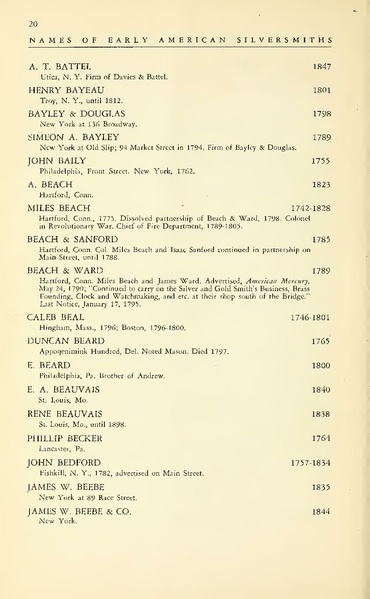 20
NAMES OF EARLY AMERICAN SILVERSMITHS
A. T. BATTEL 1847
Utica, N. Y. Firm of Davies & Battel.
HENRY BAYEAU 1801
Troy, N. Y., until 1812.
BAYLEY & DOUGLAS 1798
New York at 136 Broadway.
SIMEON A. BAYLEY 1789
New York at Old Slip; 94 Market Street in 1794. Firm of Bayley & Douglas.
JOHN BAILY 1755
Philadelphia, Front Street. New York, 1762.
A. BEACH 1823
Hartford, Conn.
MILES BEACH 1742-1828
Hartford, Conn., 1775. Dissolved partnership of Beach & Ward, 1798. Colonel
in Revolutionary War. Chief of Fire Department, 1789-1805.
BEACH & SANFORD 1785
Hartford, Conn. Col. Miles Beach and Isaac Sanford continued in partnership on
Main Street, until 1788.
BEACH & WARD 1789
Hartford, Conn. Miles Beach and James Ward. Advertised, American Mercury,
May 24, 1790; "Continued to carry on the Silver and Gold Smith's Business, Brass
Founding, Clock and Watchmaking, and etc. at their shop south of the Bridge."
Last Notice, January 17, 1795.
CALEB BEAL 1746-1801
Hingham, Mass., 1796; Boston, 1796-1800.
DUNCAN BEARD 1765
Appoqenimink Hundred, Del. Noted Mason. Died 1797.
E. BEARD 1800
Philadelphia, Pa. Brother of Andrew.
E. A. BEAUVAIS 1840
St. Louis, Mo.
RENE BEAUVAIS 1838
St. Louis, Mo., until 1898.
PHILLIP BECKER 1764
Lancaster, Pa.
JOHN BEDFORD 1757-1834
Fishkill, N. Y., 1782, advertised on Main Street.
JAMES W. BEEBE 1835
New York at 89 Race Street.
JAMES W. BEEBE & CO. 1844
New York.